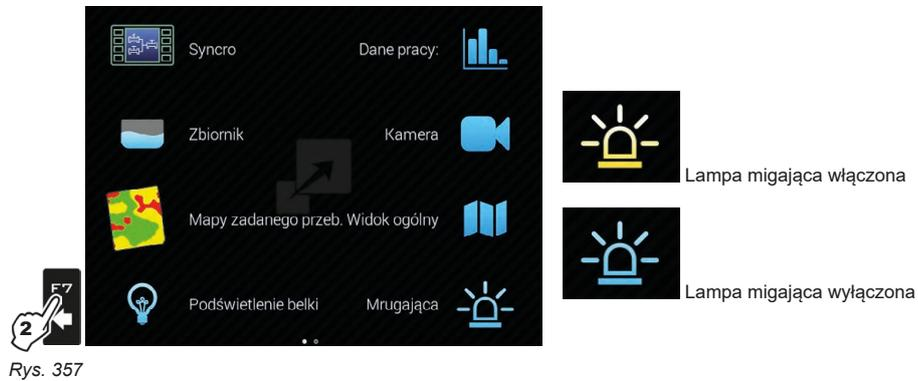 Syncro Dane pracy:
Zbiornik Kamera
Lampa migająca włączona
Mapy zadanego przeb. Widok ogólny
Lampa migająca wyłączona
F7
2
Podświetlenie belki Mrugająca
Rys. 357